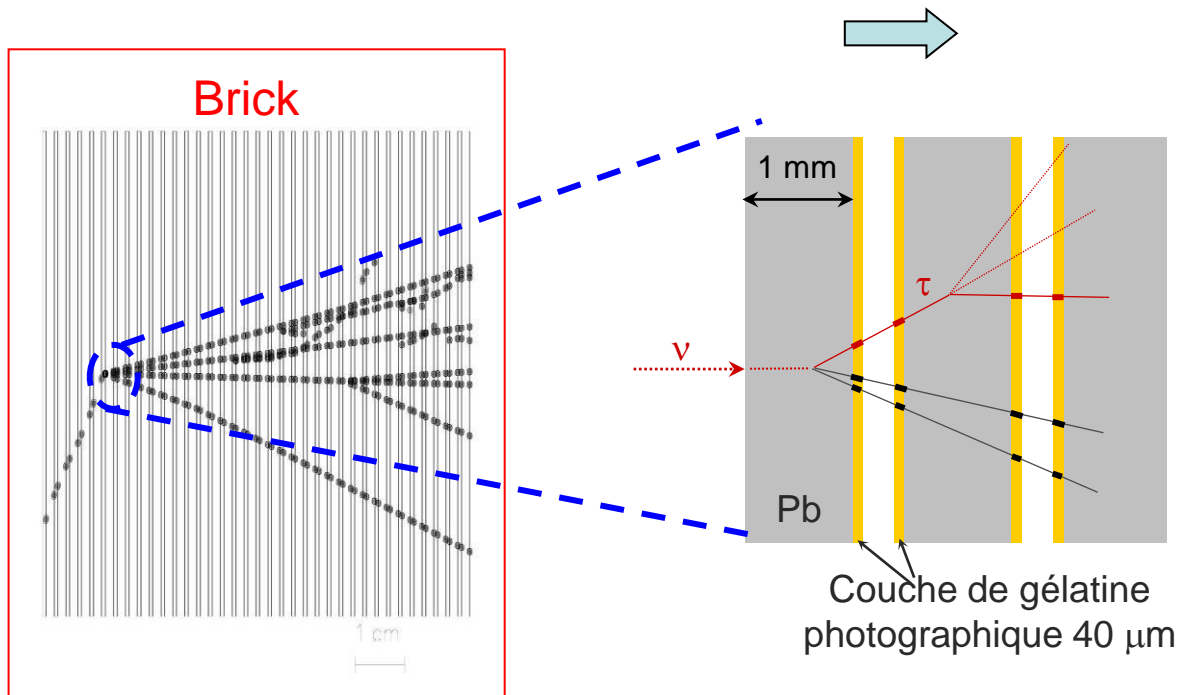 Brick
1 cm
1 mm
τ
ν
Pb
Couche de gélatine
photographique 40 μm